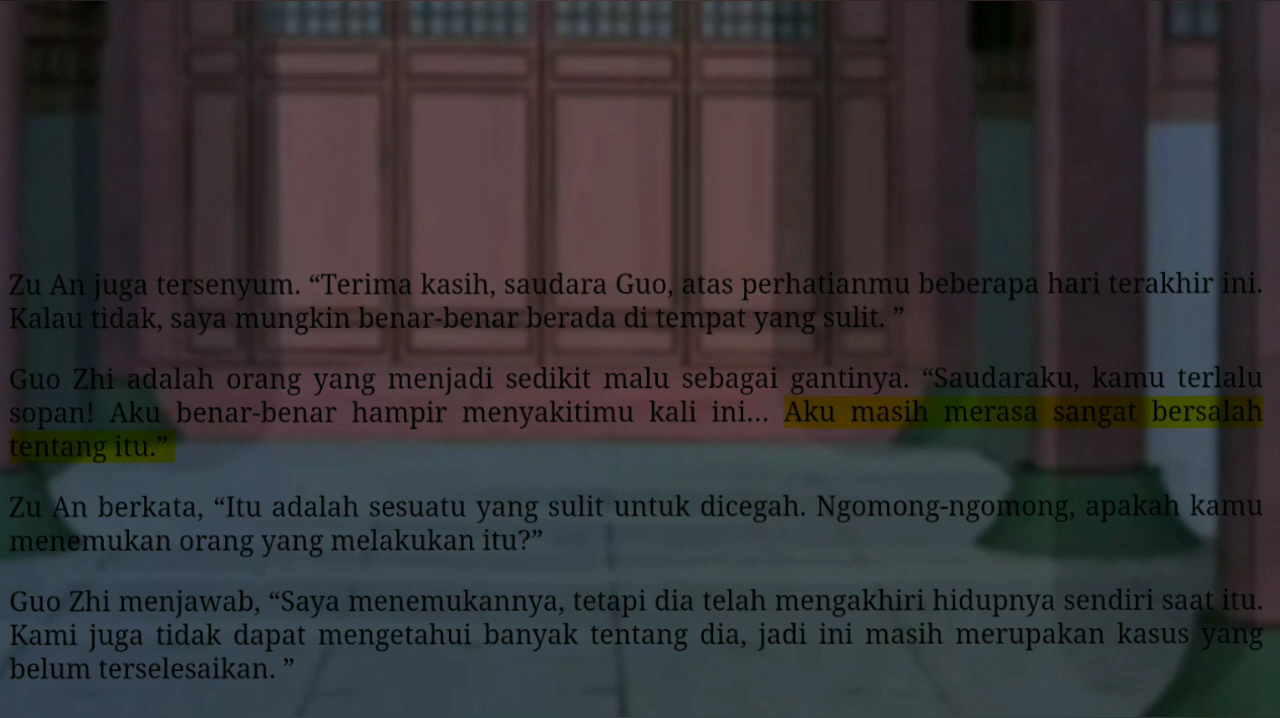 Zu An juga tersenyum. “Terima kasih, saudara Guo, atas perhatianmu beberapa hari terakhir ini.
Kalau tidak, saya mungkin benar-benar berada di tempat yang sulit. ”
Guo Zhi adalah orang yang menjadi sedikit malu sebagai gantinya. “Saudaraku, kamu terlalu
sopan! Aku benar-benar hampir menyakitimu kali ini... Aku masih merasa sangat bersalah
tentang itu.”
Zu An berkata, “Itu adalah sesuatu yang sulit untuk dicegah. Ngomong-ngomong, apakah kamu
menemukan orang yang melakukan itu?”
Guo Zhi menjawab, “Saya menemukannya, tetapi dia telah mengakhiri hidupnya sendiri saat itu.
Kami juga tidak dapat mengetahui banyak tentang dia, jadi ini masih merupakan kasus yang
belum terselesaikan. ”